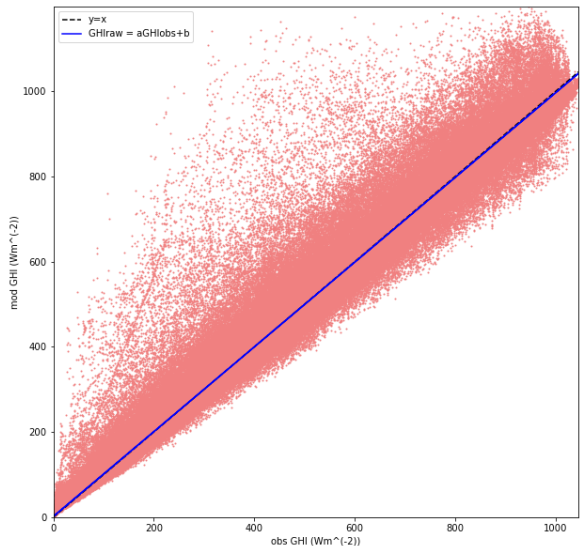 y=x
GHIraw = aGHIobs+b
1000
800
600
400
200
0
mod GHI (Wm^(-2))
0 200 400 600 800 1000
obs GHI (Wm^(-2))